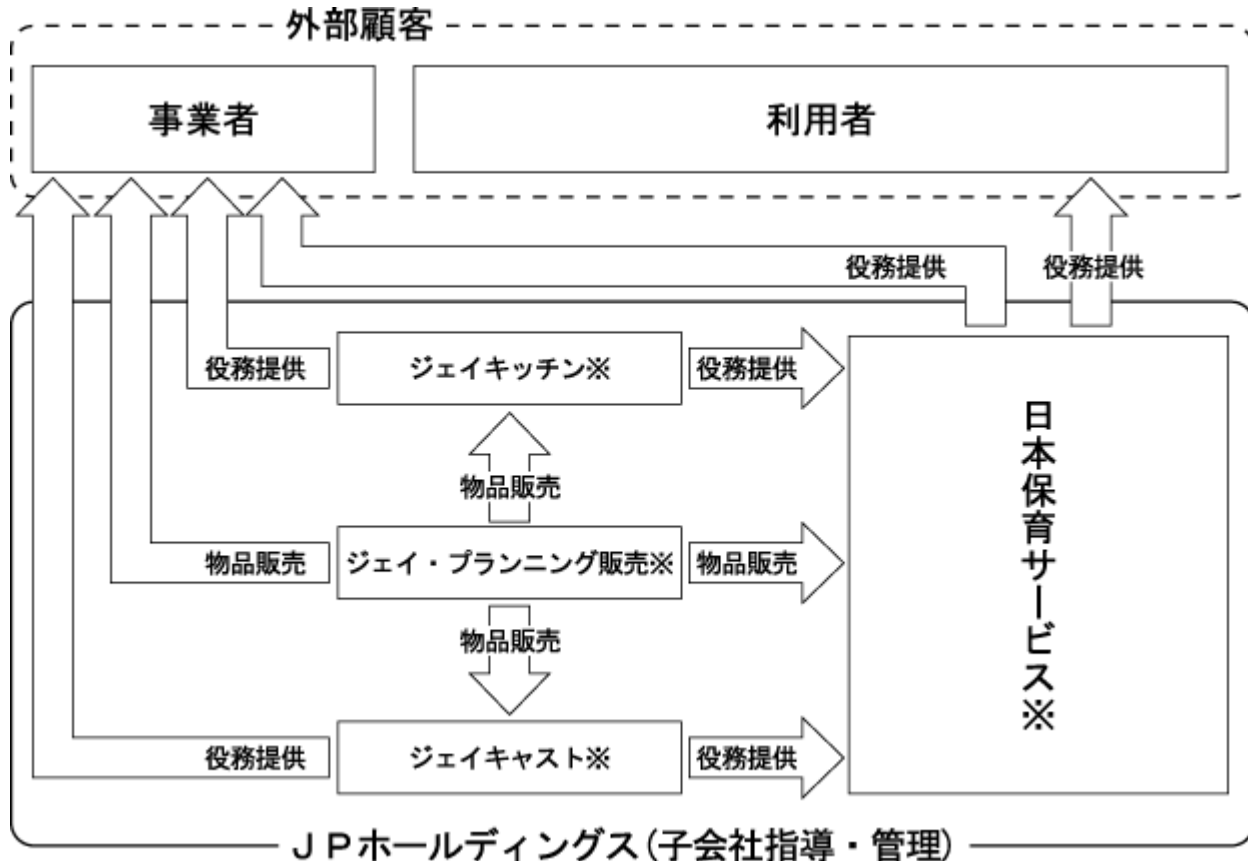 外部顧客
事業者
利用者
役務提供
役務提供
役務提供
ジェイキッチン※
役務提供
物品販売
物品販売
ジェイ・プランニング販売※
物品販売
物品販売
役務提供
ジェイキャスト※
役務提供
日本保育サービス※
JPホールディングス(子会社指導・管理)